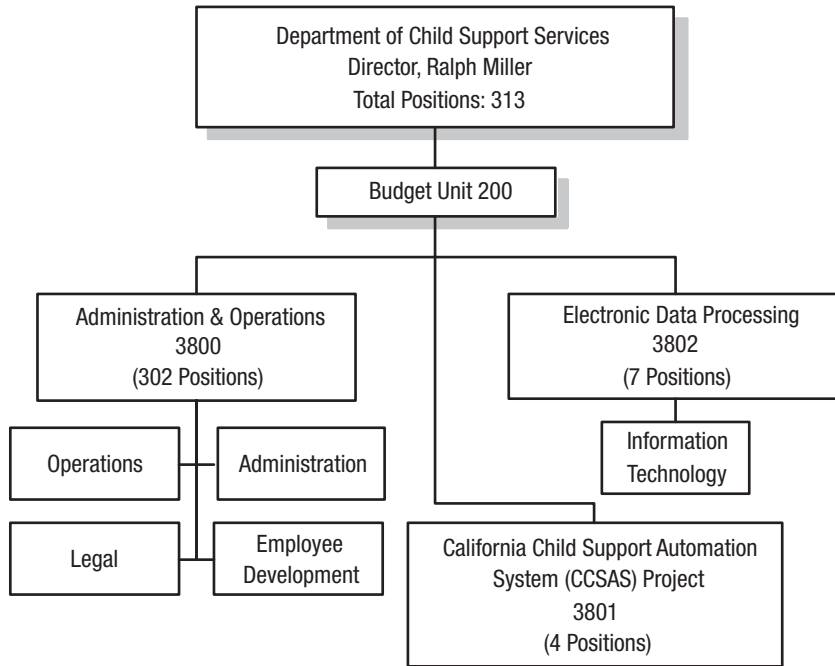 Department of Child Support Services
Director, Ralph Miller
Total Positions: 313
Budget Unit 200
Administration & Operations
3800
(302 Positions)
Electronic Data Processing
3802
(7 Positions)
Operations
Administration
Information
Technology
Legal
Employee
Development
California Child Support Automation
System (CCSAS) Project
3801
(4 Positions)